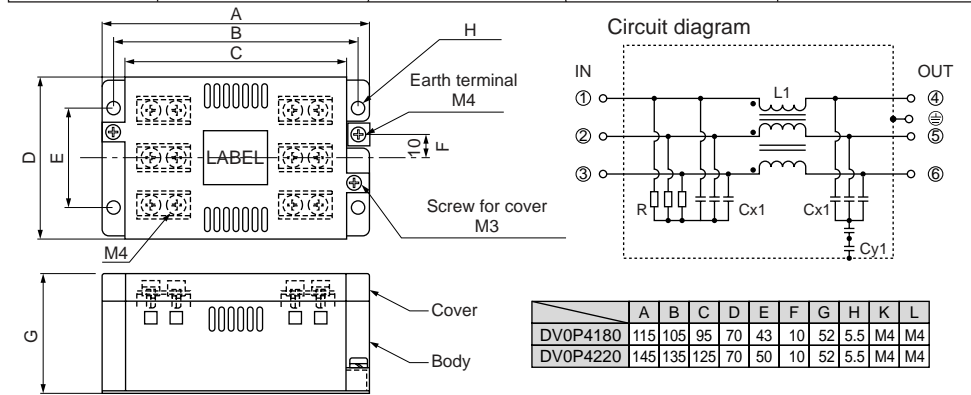 A
B
C
H
Earth terminal
M4
D
E
LABEL
10
F
Screw for cover
M3
M4
G
Cover
Body
Circuit diagram
IN
OUT
L1
①
④
②
⑤
③
⑥
R
Cx1
Cx1
Cy1
A B C D E F G H K L
DV0P4180 115 105 95 70 43 10 52 5.5 M4 M4
DV0P4220 145 135 125 70 50 10 52 5.5 M4 M4